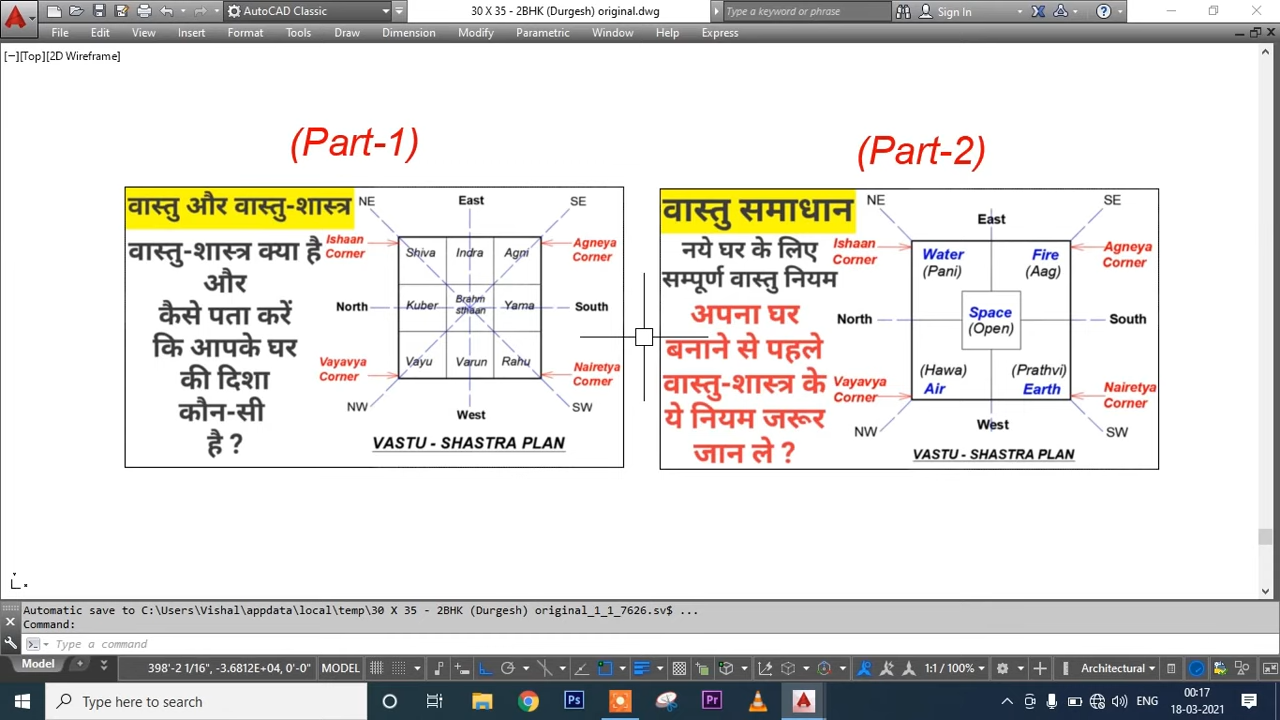 AutoCAD Classic
30 X 35 - 2BHK (Durgesh) original.dwg
Type a keyword or phrase
Sign In
File Edit View Insert Format Tools Draw Dimension Modify Parametric Window Help Express
[−][Top][2D Wireframe]
(Part-1)
वास्तु और वास्तु-शास्त्र
वास्तु-शास्त्र क्या है
और
कैसे पता करें
कि आपके घर
की दिशा
कौन-सी
है ?
NE
East
SE
Ishaan
Corner
Agneya
Corner
Shiva Indra Agni
North
Kuber Brahm
sthaan Yama
South
Vayavya
Corner
Vayu Varun Rahu
Nairetya
Corner
NW
West
SW
VASTU - SHASTRA PLAN
(Part-2)
वास्तु समाधान
नये घर के लिए
सम्पूर्ण वास्तु नियम
अपना घर
बनाने से पहले
वास्तु-शास्त्र के
ये नियम जरूर
जान ले ?
NE
East
SE
Ishaan
Corner
Agneya
Corner
Water
(Pani)
Fire
(Aag)
North
Space
(Open)
South
Vayavya
Corner
(Hawa)
Air
(Prathvi)
Earth
Nairetya
Corner
NW
West
SW
VASTU - SHASTRA PLAN
Automatic save to C:\Users\Vishal\appdata\local\temp\30 X 35 - 2BHK (Durgesh) original_1_1_7626.sv$ ...
Command:
Type a command
Model
398'-2 1/16", -3.6812E+04, 0'-0" MODEL
1:1 / 100%
Architectural
Type here to search
Ps
Pr
ENG
00:17
18-03-2021